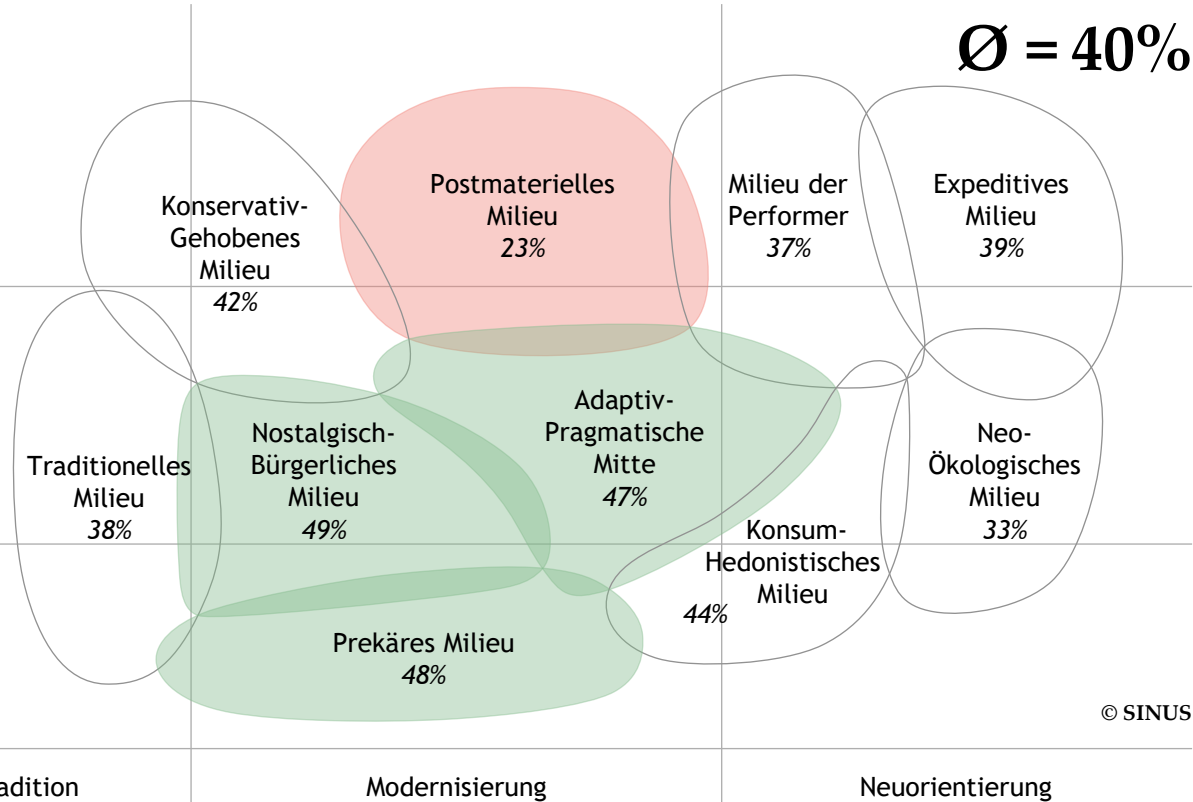 Ø = 40%
Konservativ-
Gehobenes
Milieu
42%
Postmaterielles
Milieu
23%
Milieu der
Performer
37%
Expeditives
Milieu
39%
Traditionelles
Milieu
38%
Nostalgisch-
Bürgerliches
Milieu
49%
Adaptiv-
Pragmatische
Mitte
47%
Konsum-
Hedonistisches
Milieu
44%
Neo-
Ökologisches
Milieu
33%
Prekäres Milieu
48%
© SINUS
adition
Modernisierung
Neuorientierung